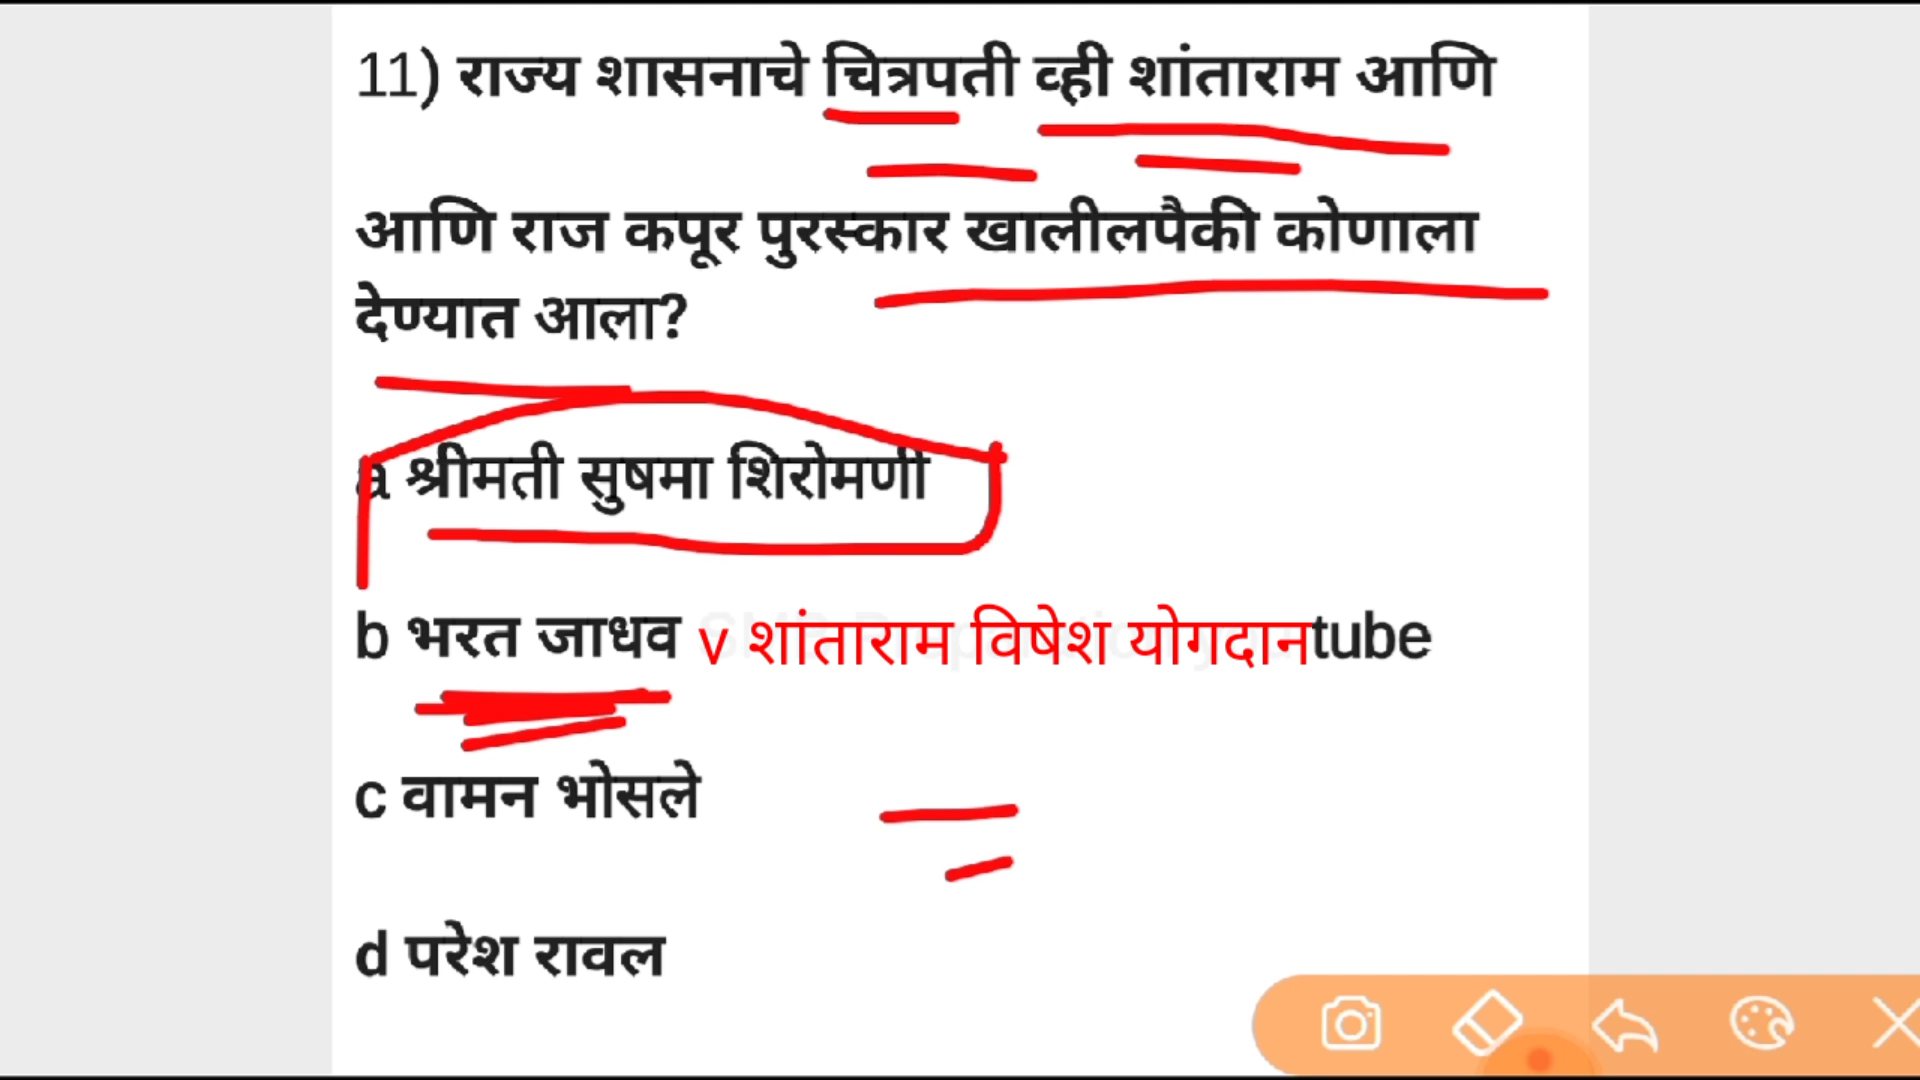 11) राज्य शासनाचे चित्रपती व्ही शांताराम आणि
आणि राज कपूर पुरस्कार खालीलपैकी कोणाला
देण्यात आला?
a श्रीमती सुषमा शिरोमणी
b भरत जाधव v शांताराम विषेश योगदानtube
c वामन भोसले
d परेश रावल